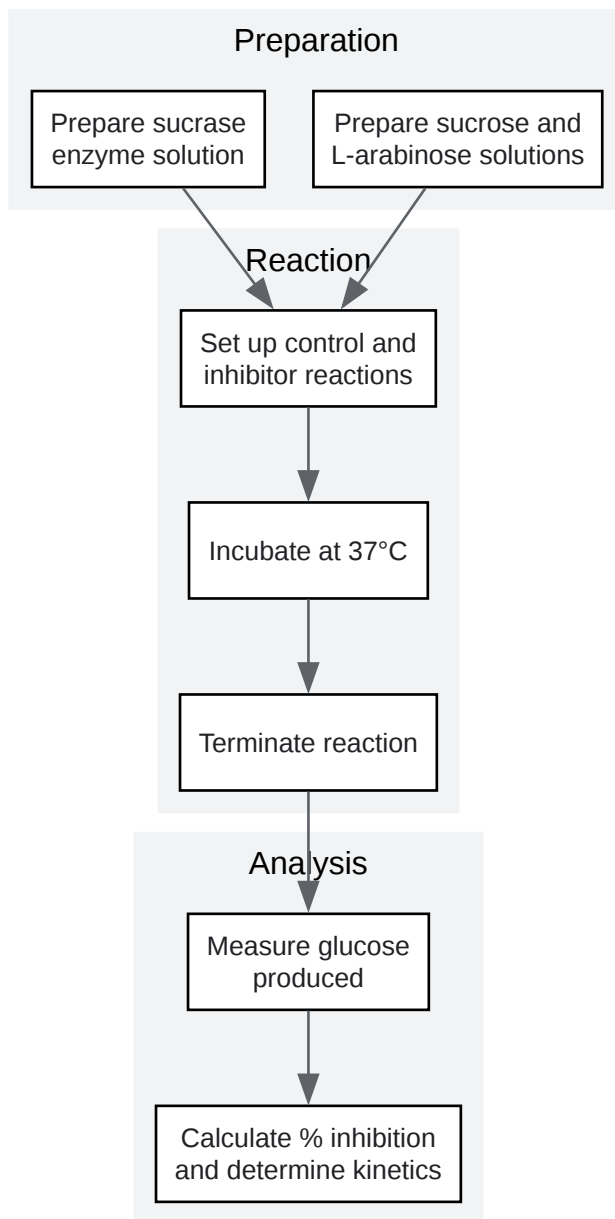 Preparation
Prepare sucrase
enzyme solution
Prepare sucrose and
L-arabinose solutions
Reaction
Set up control and
inhibitor reactions
Incubate at 37°C
Terminate reaction
Analysis
Measure glucose
produced
Calculate % inhibition
and determine kinetics